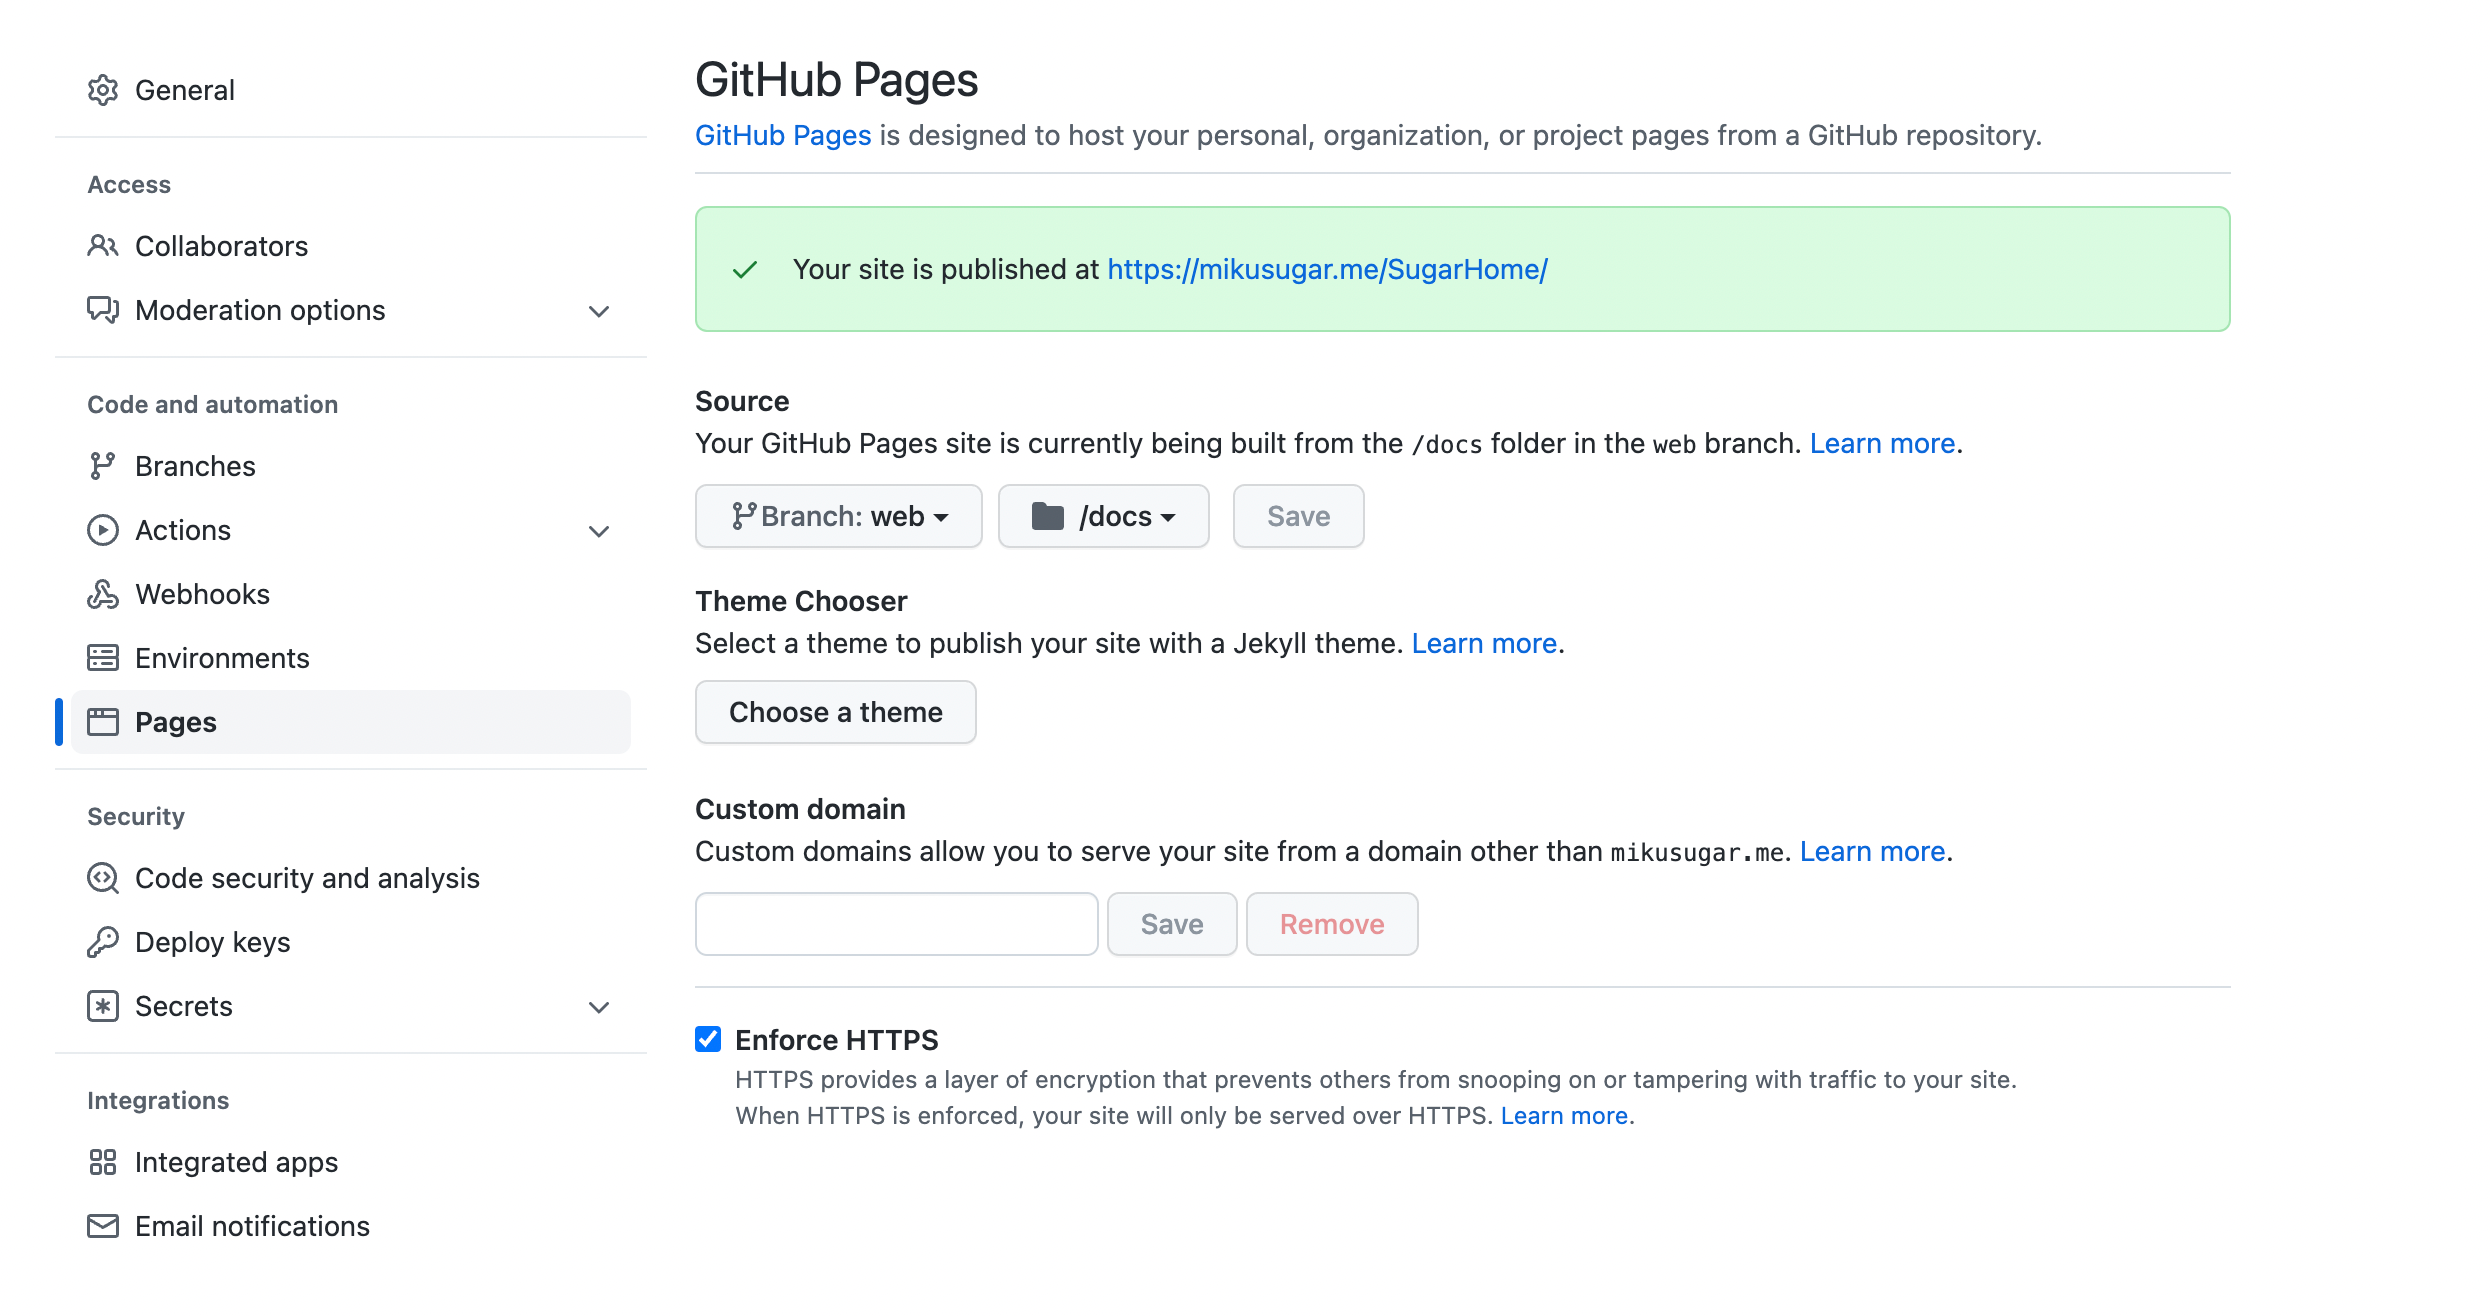 General
Access
Collaborators
Moderation options
Code and automation
Branches
Actions
Webhooks
Environments
Pages
Security
Code security and analysis
Deploy keys
Secrets
Integrations
Integrated apps
Email notifications
GitHub Pages
GitHub Pages is designed to host your personal, organization, or project pages from a GitHub repository.
Your site is published at https://mikusugar.me/SugarHome/
Source
Your GitHub Pages site is currently being built from the /docs folder in the web branch. Learn more.
Branch: web /docs Save
Theme Chooser
Select a theme to publish your site with a Jekyll theme. Learn more.
Choose a theme
Custom domain
Custom domains allow you to serve your site from a domain other than mikusugar.me. Learn more.
Save Remove
Enforce HTTPS
HTTPS provides a layer of encryption that prevents others from snooping on or tampering with traffic to your site.
When HTTPS is enforced, your site will only be served over HTTPS. Learn more.